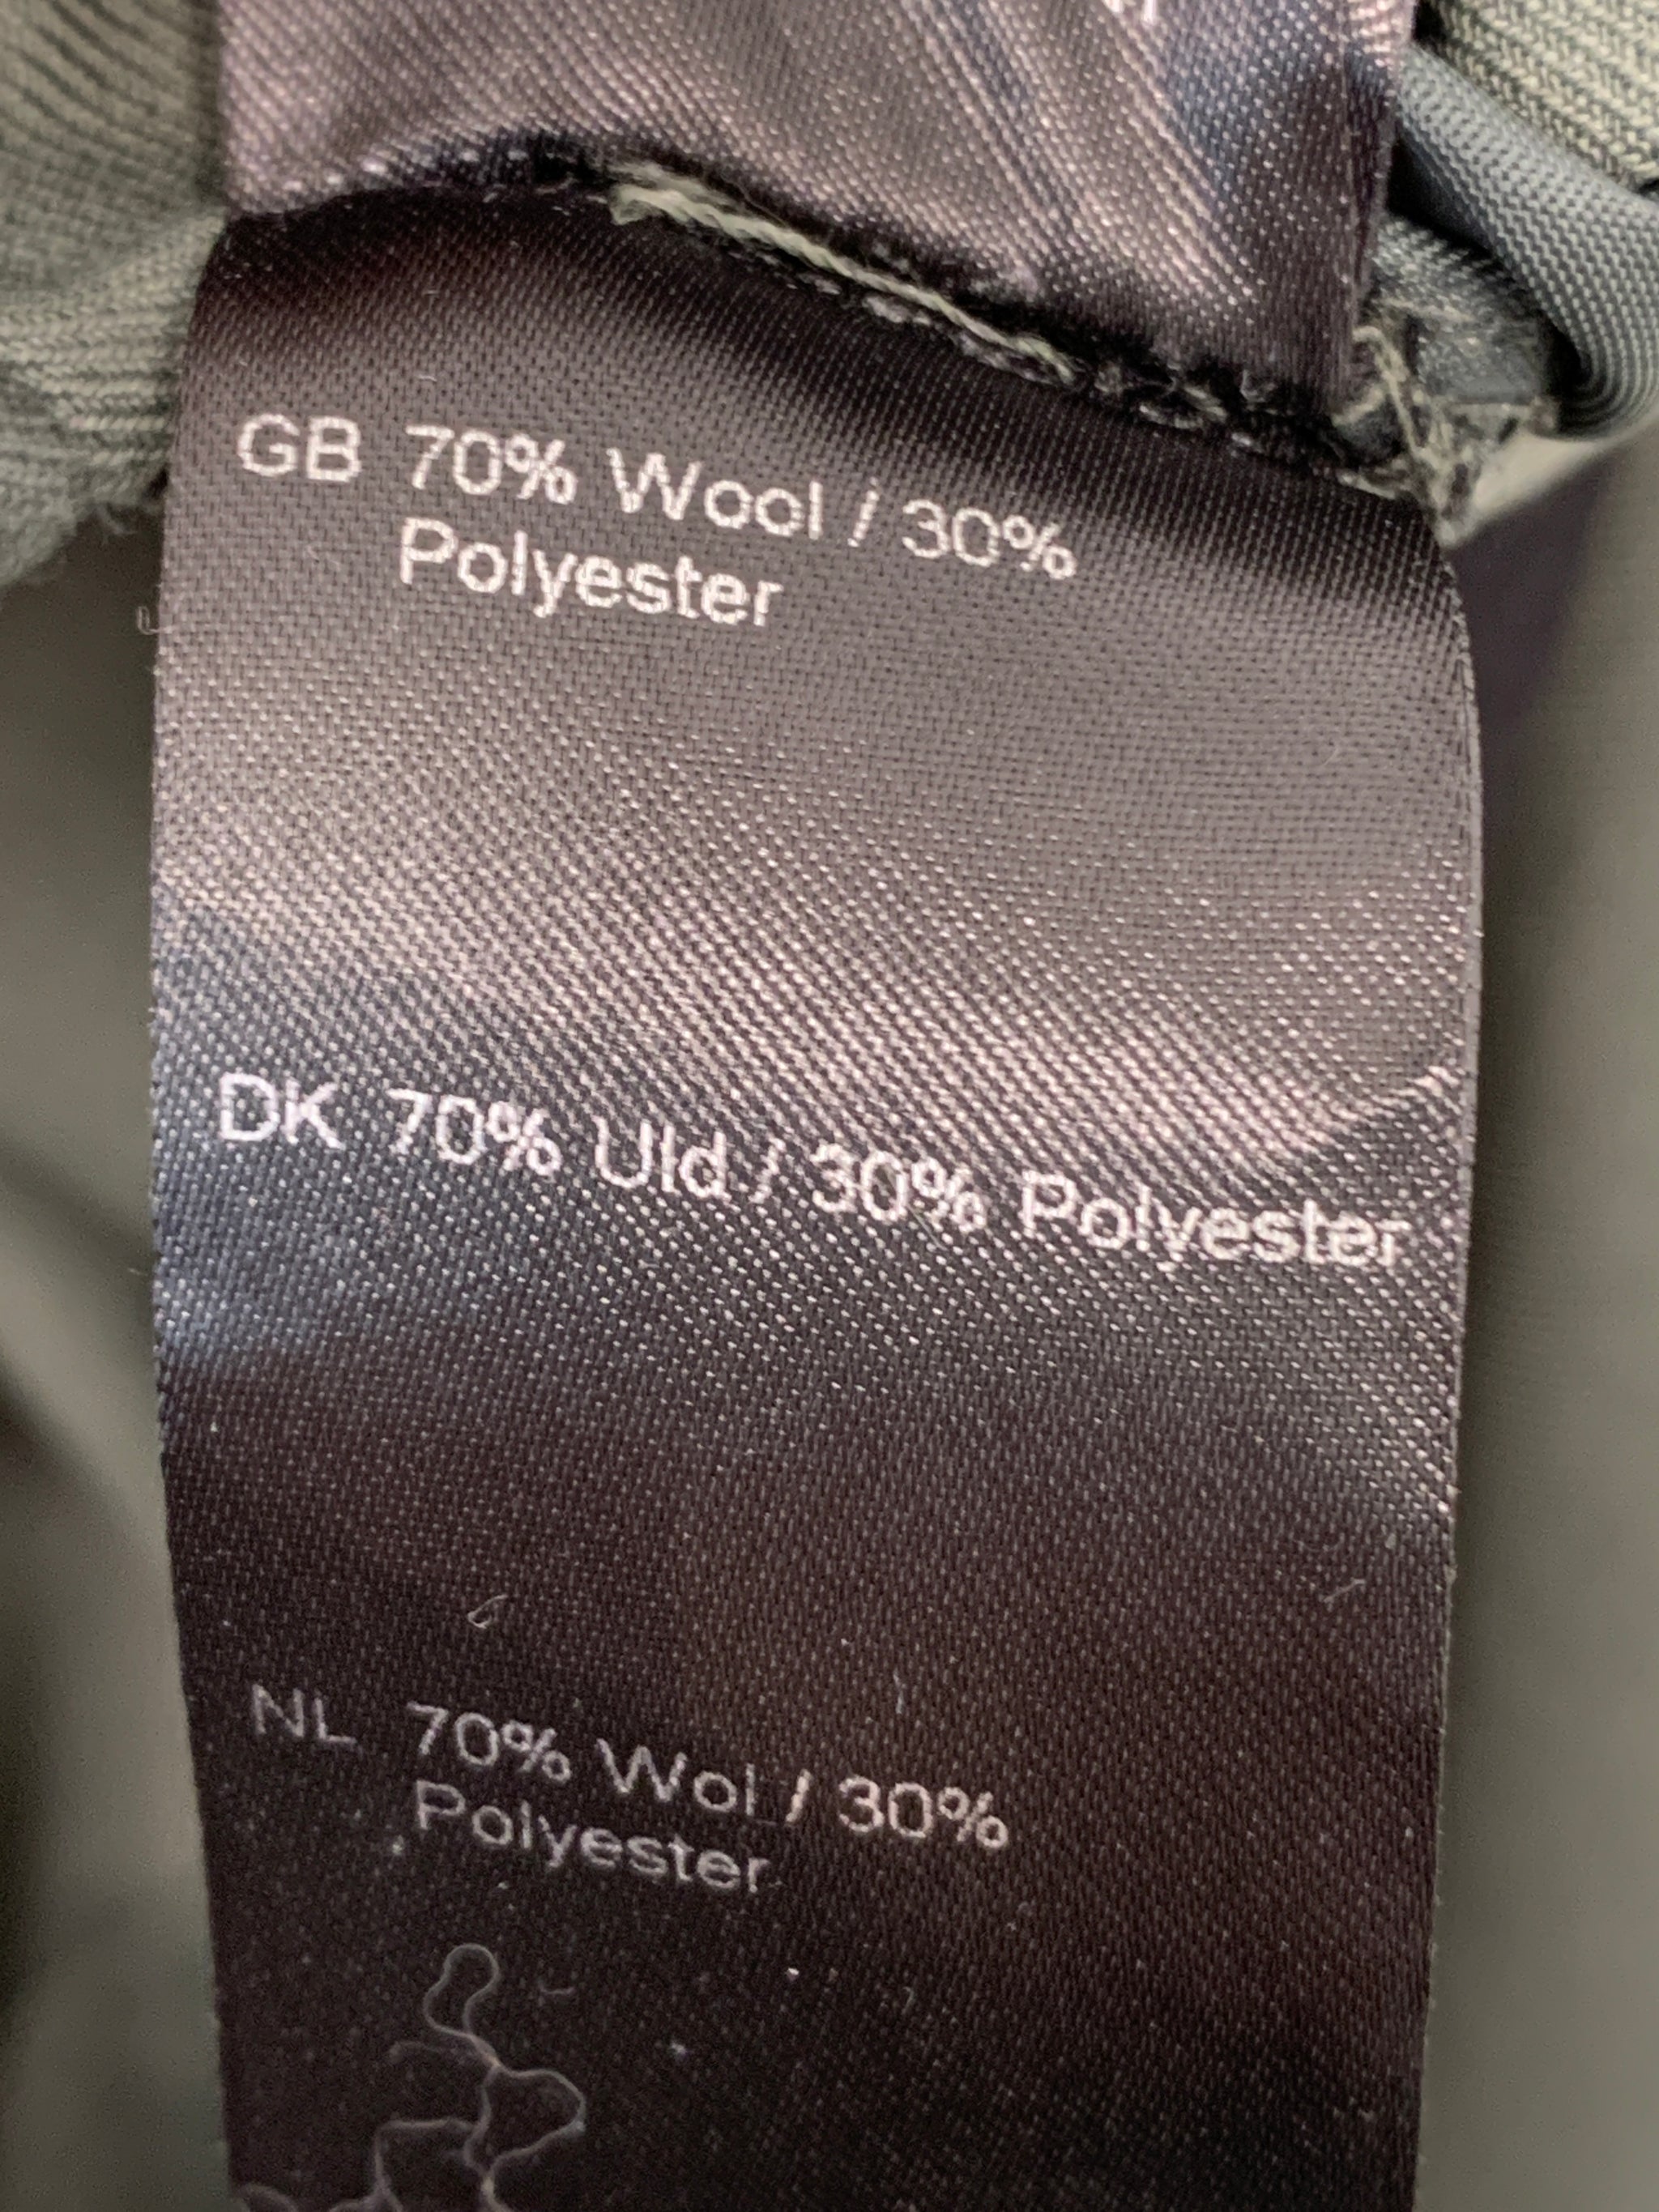 GB 70% Wool / 30%
Polyester
DK 70% Uld / 30% Polyester
NL 70% Wol / 30%
Polyester